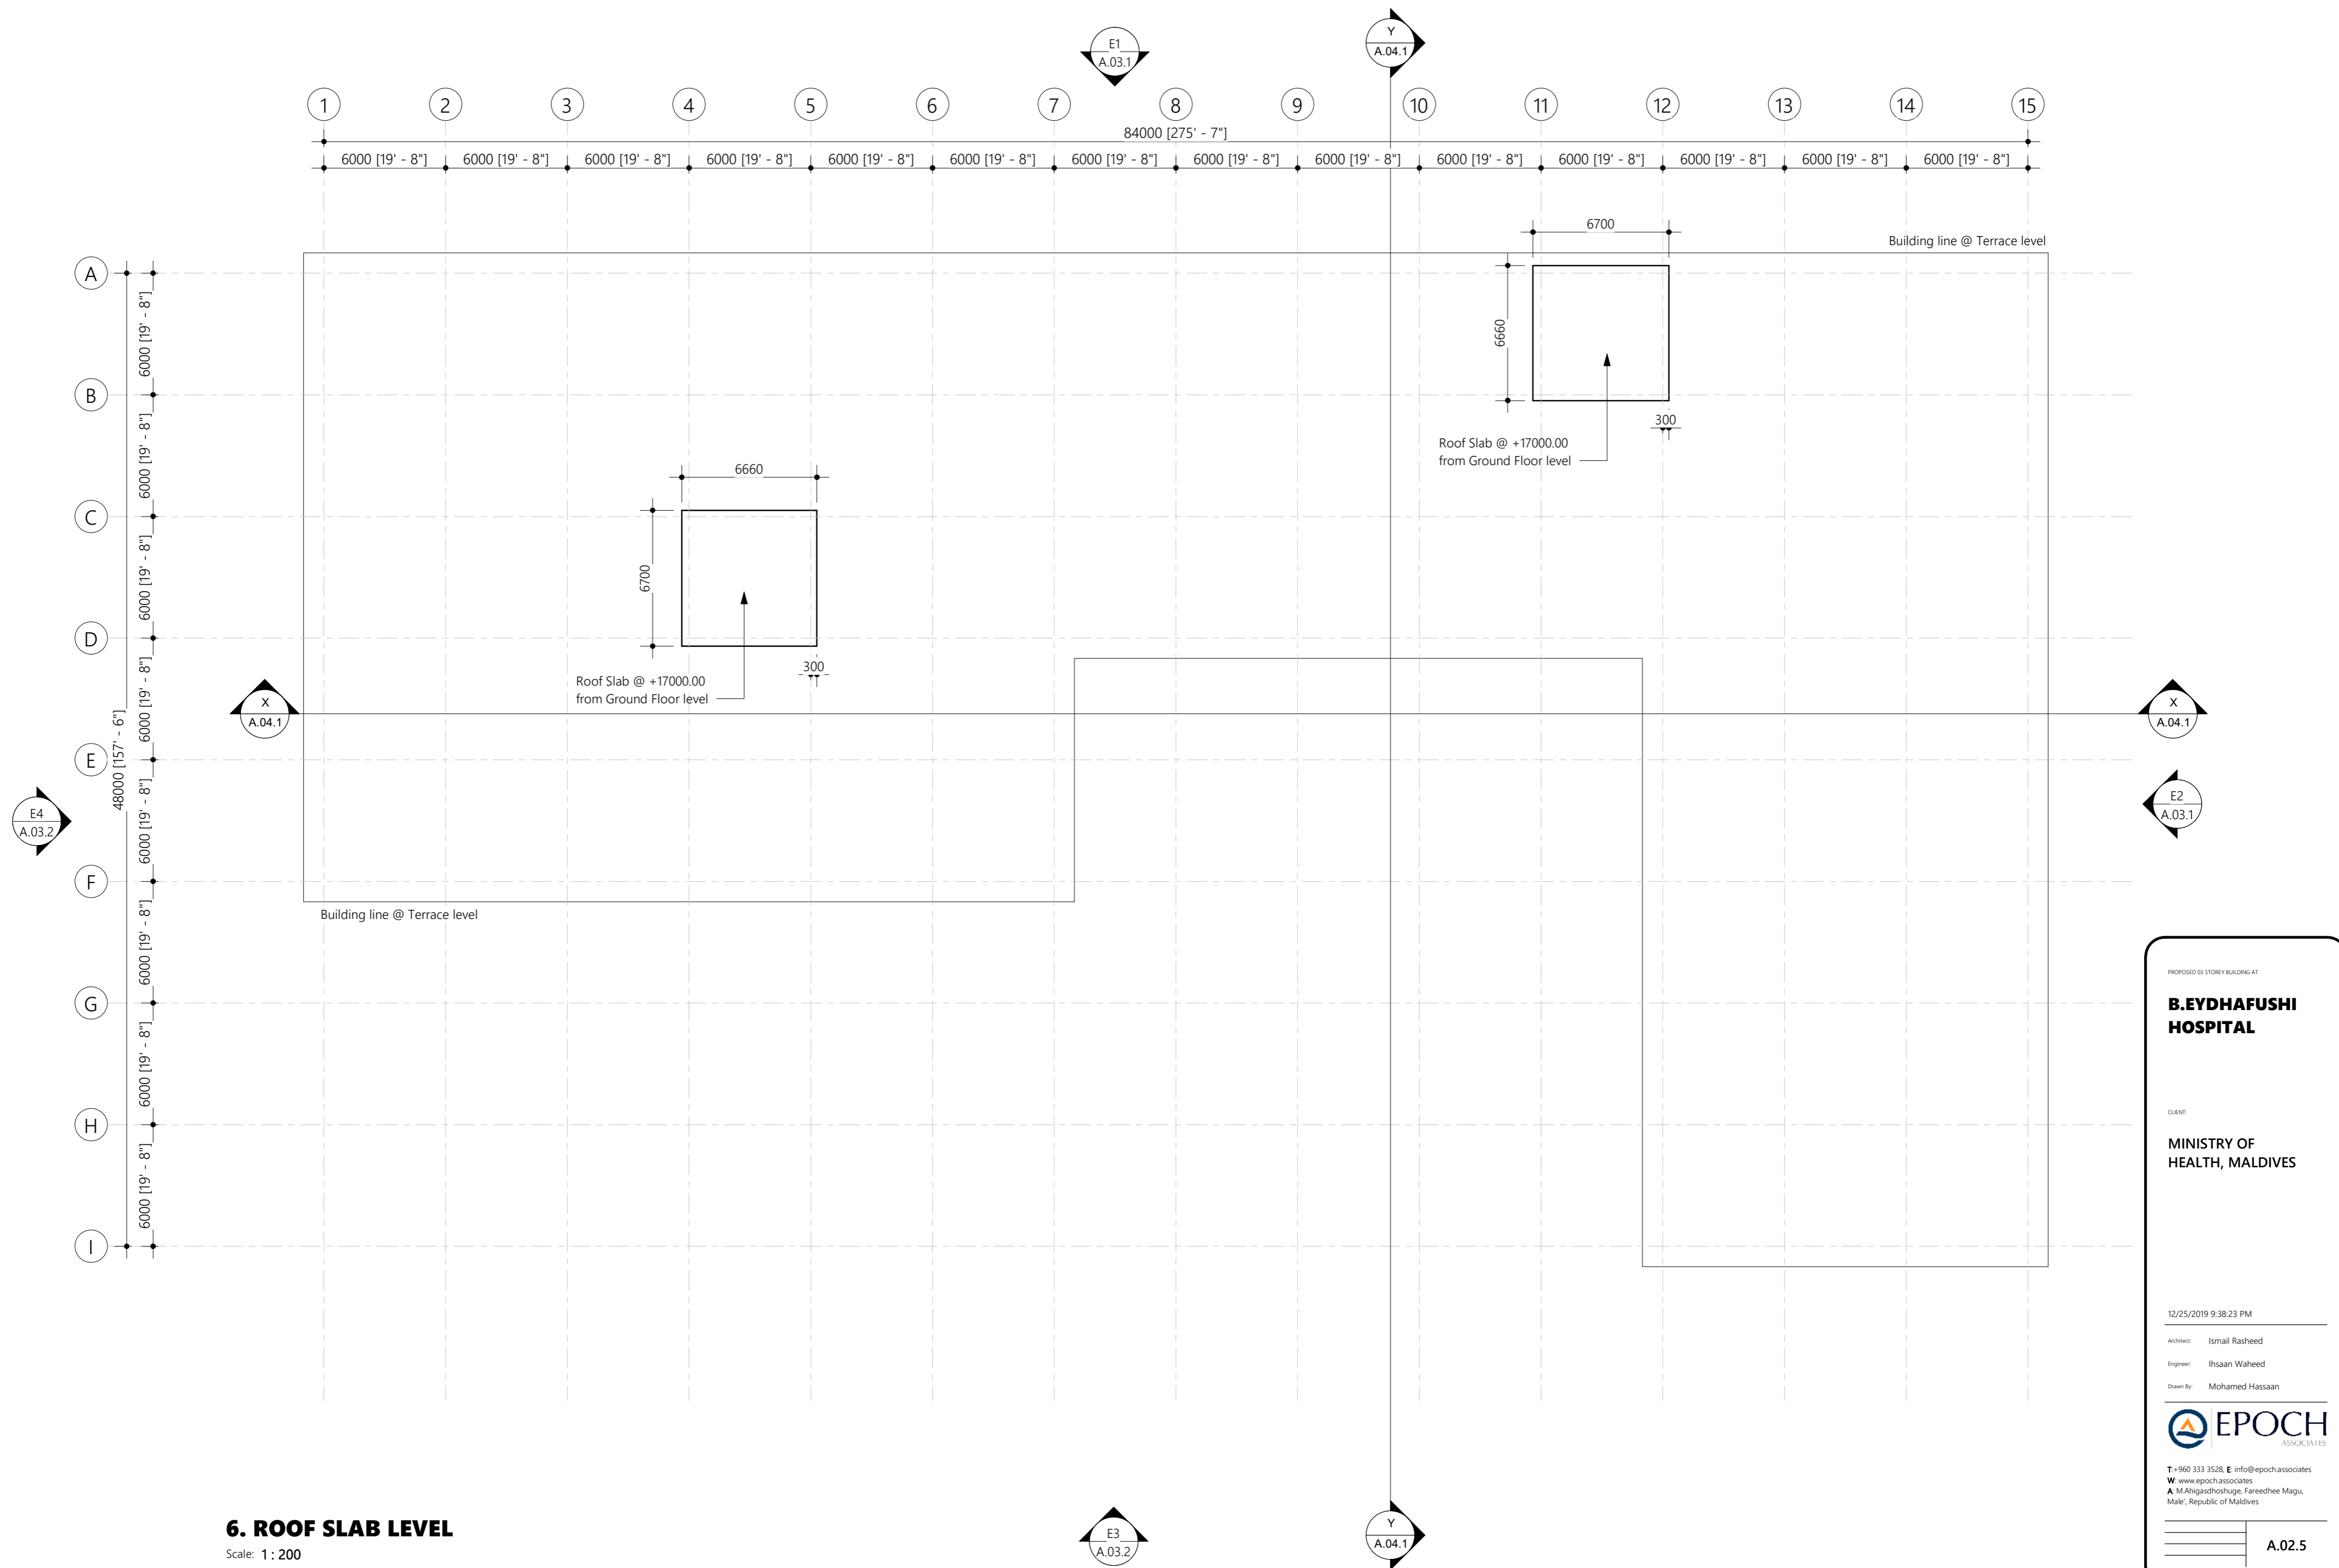 E1
A.03.1
Y
A.04.1
1 2 3 4 5 6 7 8 9 10 11 12 13 14 15
84000 [275' - 7"]
6000 [19' - 8"] 6000 [19' - 8"] 6000 [19' - 8"] 6000 [19' - 8"] 6000 [19' - 8"] 6000 [19' - 8"] 6000 [19' - 8"] 6000 [19' - 8"] 6000 [19' - 8"] 6000 [19' - 8"] 6000 [19' - 8"] 6000 [19' - 8"] 6000 [19' - 8"] 6000 [19' - 8"]
6700
Building line @ Terrace level
A
6000 [19' - 8"]
6660
B
300
Roof Slab @ +17000.00
from Ground Floor level
6000 [19' - 8"]
6660
C
6000 [19' - 8"]
6700
D
300
Roof Slab @ +17000.00
from Ground Floor level
6000 [19' - 8"]
X
A.04.1
X
A.04.1
48000 [157' - 6"]
E
E4
A.03.2
E2
A.03.1
6000 [19' - 8"]
F
Building line @ Terrace level
6000 [19' - 8"]
G
6000 [19' - 8"]
H
6000 [19' - 8"]
I
PROPOSED 03 STOREY BUILDING AT
B.EYDHAFUSHI
HOSPITAL
CLIENT:
MINISTRY OF
HEALTH, MALDIVES
12/25/2019 9:38:23 PM
Architect: Ismail Rasheed
Engineer: Ihsaan Waheed
Drawn By: Mohamed Hassaan
EPOCH
ASSOCIATES
T:+960 333 3528, E: info@epoch.associates
W: www.epoch.associates
A: M.Ahigasdhoshuge, Fareedhee Magu,
Male', Republic of Maldives
A.02.5
6. ROOF SLAB LEVEL
Scale: 1 : 200
E3
A.03.2
Y
A.04.1